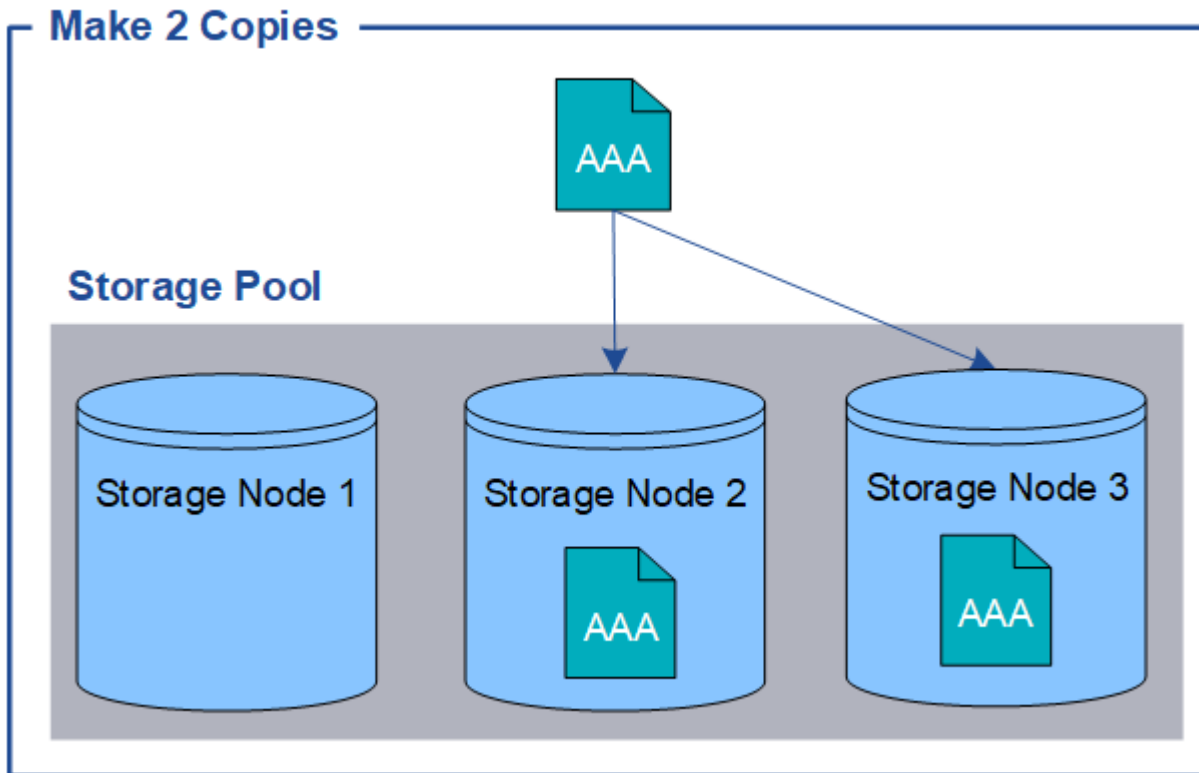 Make 2 Copies
AAA
Storage Pool
Storage Node 1
Storage Node 2
Storage Node 3
AAA
AAA